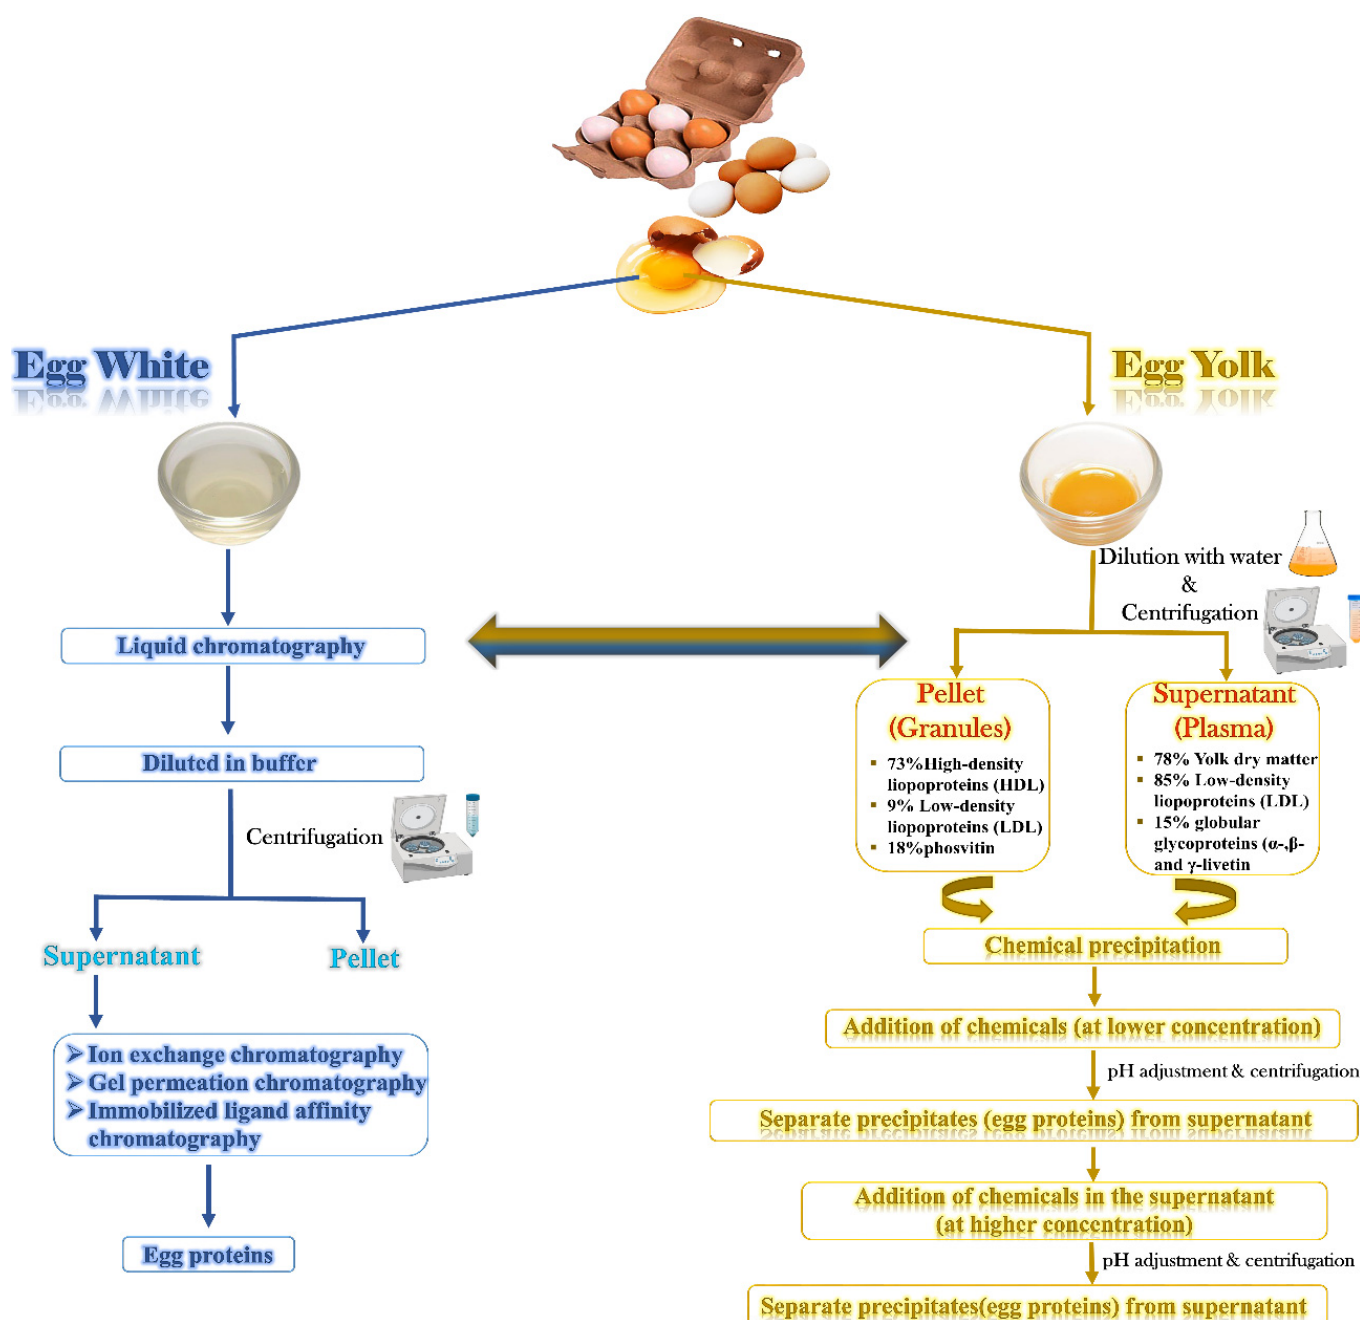 Egg White
Egg Yolk
Dilution with water
&
Centrifugation
Liquid chromatography
Diluted in buffer
Centrifugation
Supernatant
Pellet
➢ Ion exchange chromatography
➢ Gel permeation chromatography
➢ Immobilized ligand affinity
chromatography
Egg proteins
Pellet
(Granules)
▪ 73%High-density
liopoproteins (HDL)
▪ 9% Low-density
liopoproteins (LDL)
▪ 18%phosvitin
Supernatant
(Plasma)
▪ 78% Yolk dry matter
▪ 85% Low-density
liopoproteins (LDL)
▪ 15% globular
glycoproteins (α-,β-
and γ-livetin
Chemical precipitation
Addition of chemicals (at lower concentration)
pH adjustment & centrifugation
Separate precipitates (egg proteins) from supernatant
Addition of chemicals in the supernatant
(at higher concentration)
pH adjustment & centrifugation
Separate precipitates(egg proteins) from supernatant